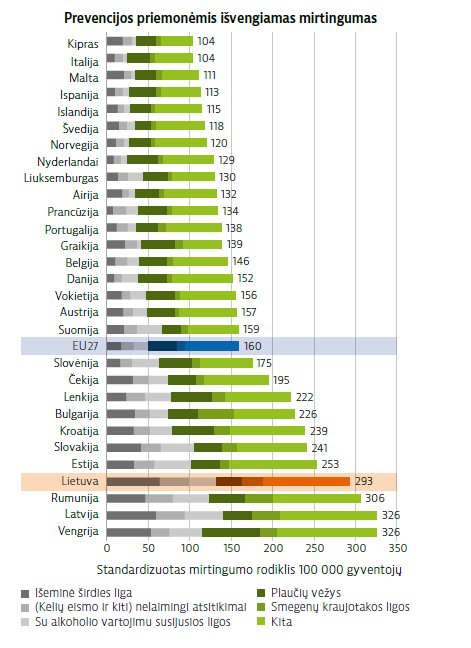 Prevencijos priemonėmis išvengiamas mirtingumas
Kipras 104
Italija 104
Malta 111
Ispanija 113
Islandija 115
Švedija 118
Norvegija 120
Nyderlandai 129
Liuksemburgas 130
Airija 132
Prancūzija 134
Portugalija 138
Graikija 139
Belgija 146
Danija 152
Vokietija 156
Austrija 157
Suomija 159
EU27 160
Slovėnija 175
Čekija 195
Lenkija 222
Bulgarija 226
Kroatija 239
Slovakija 241
Estija 253
Lietuva 293
Rumunija 306
Latvija 326
Vengrija 326
0 50 100 150 200 250 300 350
Standardizuotas mirtingumo rodiklis 100 000 gyventojų
Išeminė širdies liga
(Kelių eismo ir kiti) nelaimingi atsitikimai
Su alkoholio vartojimu susijusios ligos
Plaučių vėžys
Smegenų kraujotakos ligos
Kita